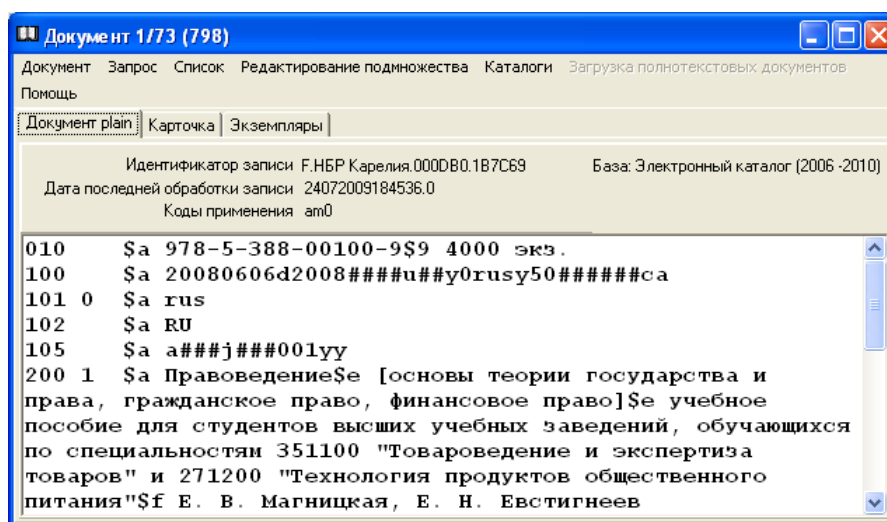 Документ 1/73 (798)
Документ Запрос Список Редактирование подмножества Каталоги Загрузка полнотекстовых документов
Помощь
Документ plain Карточка Экземпляры
Идентификатор записи F.НБР Карелия.000DB0.1B7C69 База: Электронный каталог (2006 -2010)
Дата последней обработки записи 24072009184536.0
Коды применения am0
010 $a 978-5-388-00100-9$9 4000 экз.
100 $a 20080606d2008####u##y0rusy50######ca
101 0 $a rus
102 $a RU
105 $a a###j###001yy
200 1 $a Правоведение$e [основы теории государства и
права, гражданское право, финансовое право]$e учебное
пособие для студентов высших учебных заведений, обучающихся
по специальностям 351100 "Товароведение и экспертиза
товаров" и 271200 "Технология продуктов общественного
питания"$f Е. В. Магницкая, Е. Н. Евстигнеев